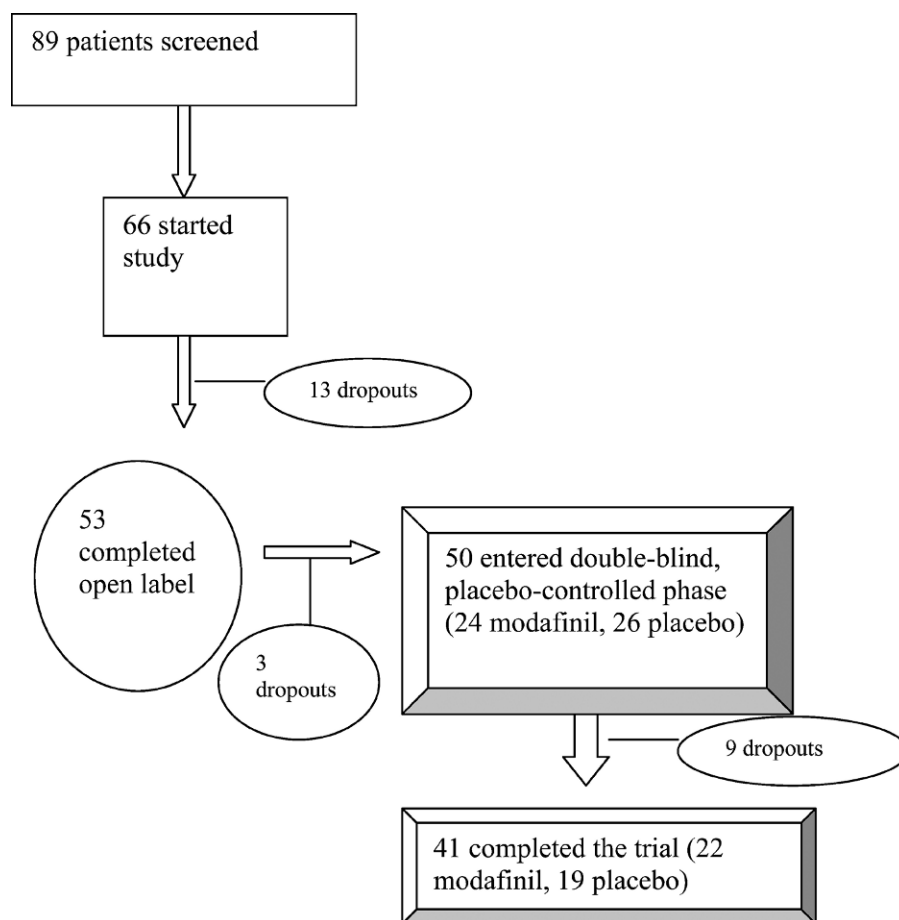 89 patients screened
66 started
study
13 dropouts
53
completed
open label
3
dropouts
50 entered double-blind,
placebo-controlled phase
(24 modafinil, 26 placebo)
9 dropouts
41 completed the trial (22
modafinil, 19 placebo)